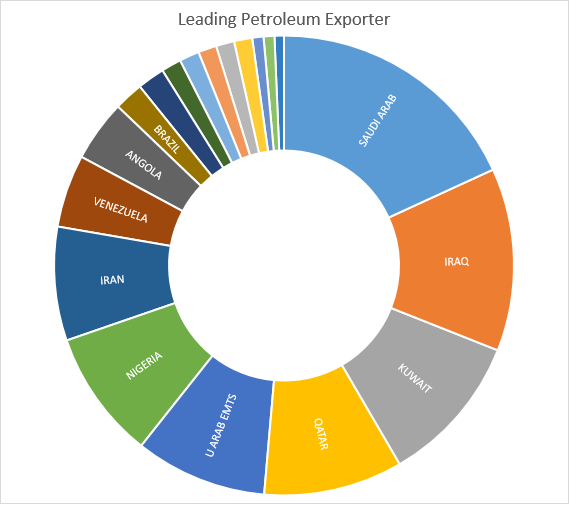 Leading Petroleum Exporter
SAUDI ARAB
IRAQ
KUWAIT
QATAR
U ARAB EMTS
NIGERIA
IRAN
VENEZUELA
ANGOLA
BRAZIL